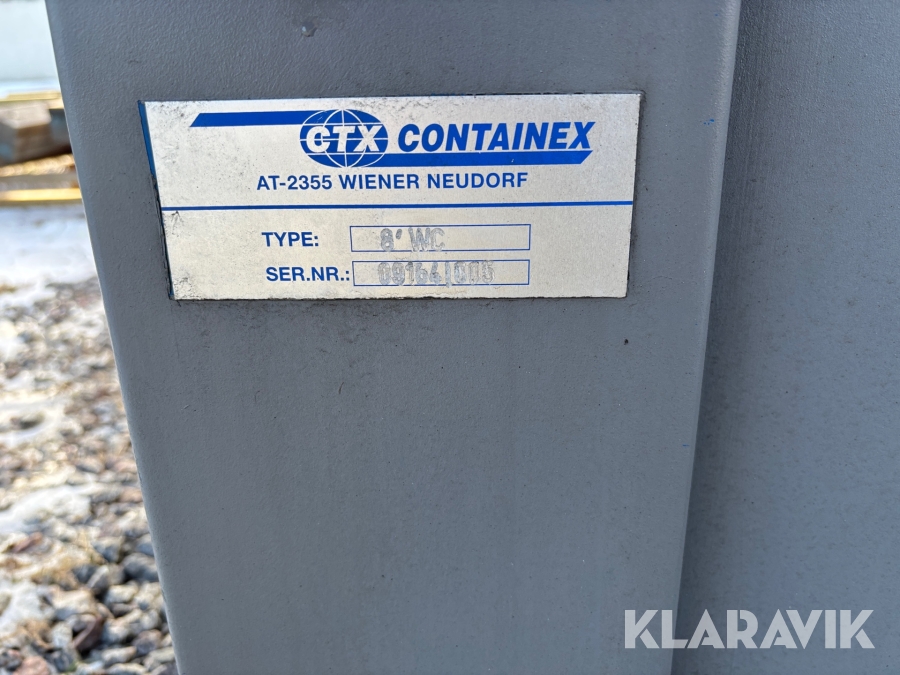 CTX CONTAINEX
AT-2355 WIENER NEUDORF
TYPE: 8' WC
SER.NR.:
KLARAVIK